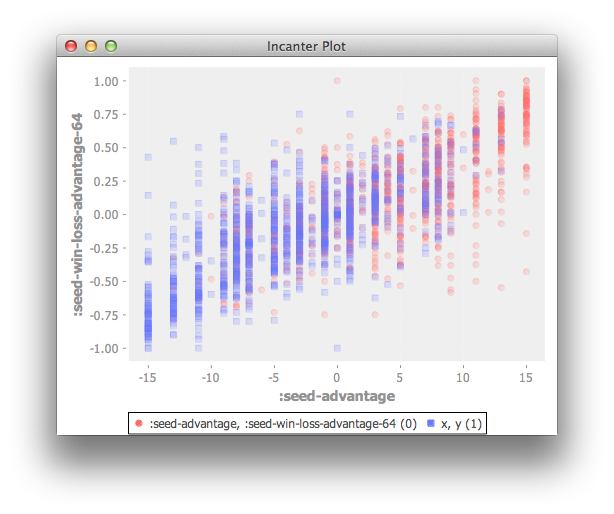 Incanter Plot
:seed-win-loss-advantage-64
1.00
0.75
0.50
0.25
0.00
-0.25
-0.50
-0.75
-1.00
-15 -10 -5 0 5 10 15
:seed-advantage
:seed-advantage, :seed-win-loss-advantage-64 (0) x, y (1)